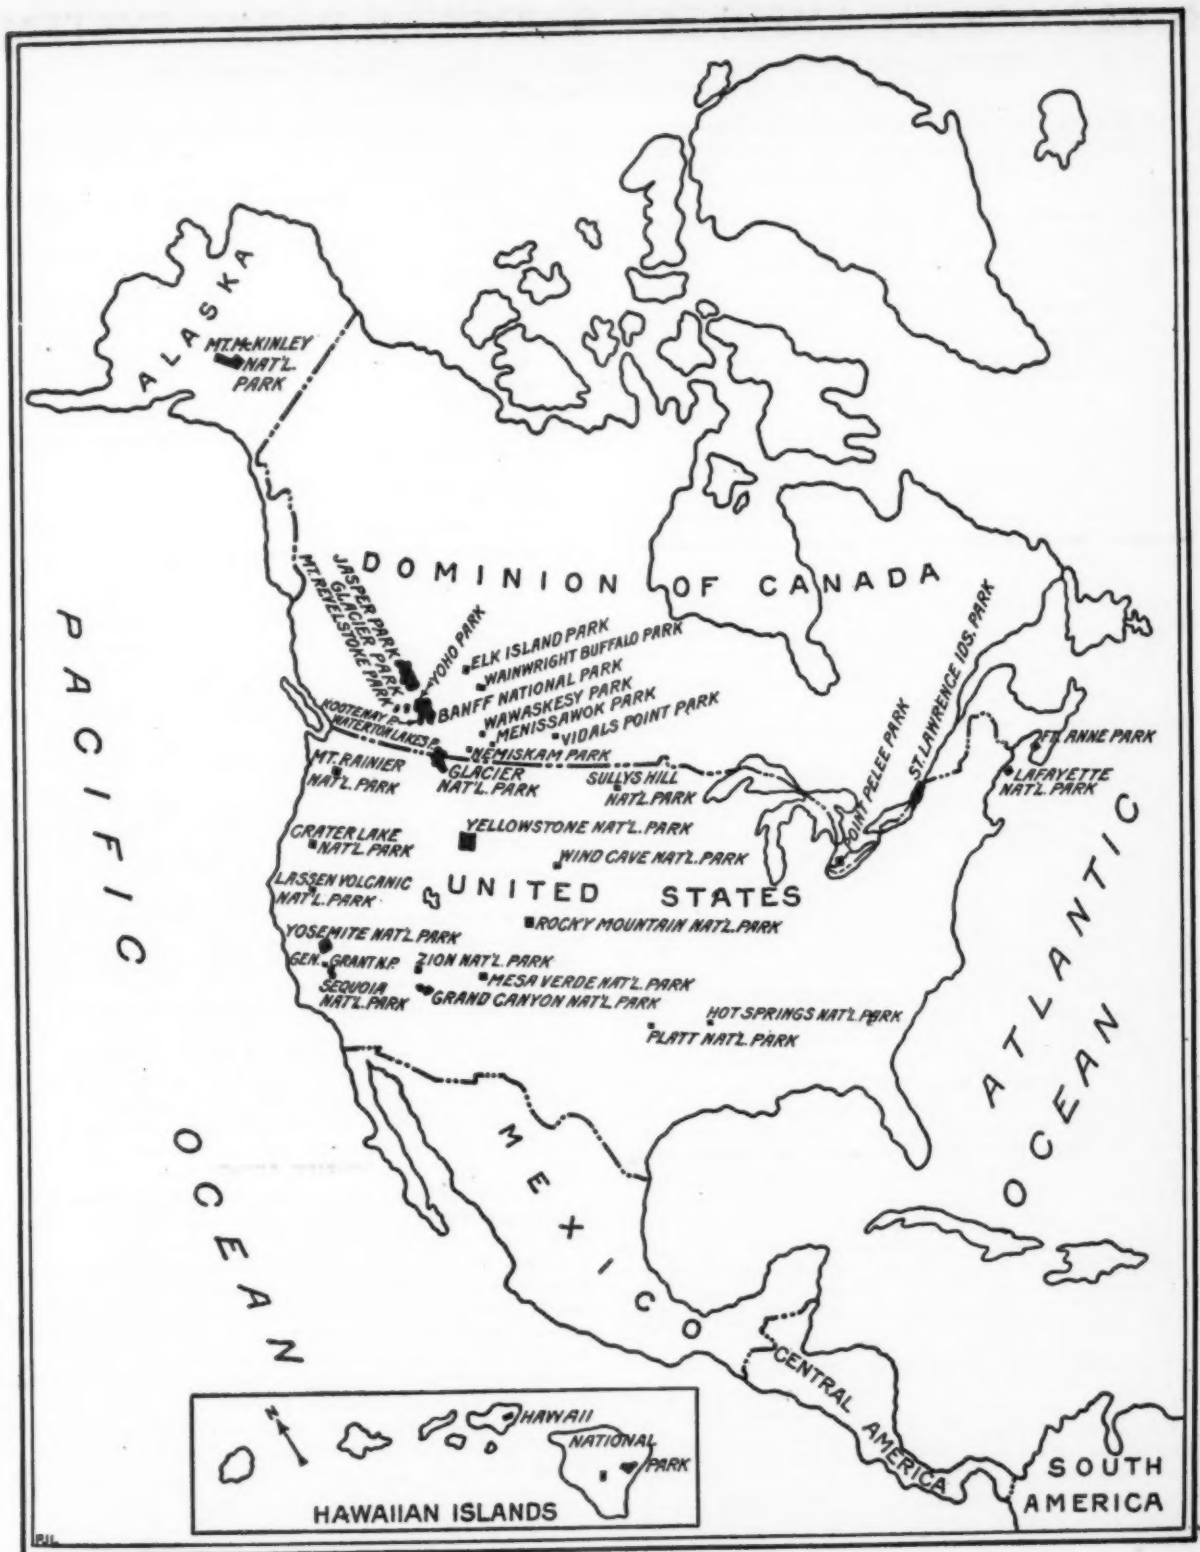 ALASKA
MT. McKINLEY
NAT'L.
PARK
DOMINION OF CANADA
JASPER PARK
GLACIER PARK
MT. REVELSTOKE PARK
YOHO PARK
ELK ISLAND PARK
WAINWRIGHT BUFFALO PARK
BANFF NATIONAL PARK
WAWASKESY PARK
MENISSAWOK PARK
VIDALS POINT PARK
NEMISKAM PARK
KOOTENAY P.
WATERTON LAKES P.
POINT PELEE PARK
ST. LAWRENCE IDS. PARK
FT. ANNE PARK
LAFAYETTE
NAT'L. PARK
MT. RAINIER
NAT'L. PARK
GLACIER
NAT'L. PARK
SULLYS HILL
NAT'L PARK
YELLOWSTONE NAT'L. PARK
CRATER LAKE
NAT'L PARK
WIND CAVE NAT'L. PARK
LASSEN VOLCANIC
NAT'L. PARK
UNITED STATES
ROCKY MOUNTAIN NAT'L. PARK
YOSEMITE NAT'L PARK
GEN. GRANT N.P.
ZION NAT'L. PARK
SEQUOIA
NAT'L. PARK
MESA VERDE NAT'L. PARK
GRAND CANYON NAT'L. PARK
HOT SPRINGS NAT'L. PARK
PLATT NAT'L. PARK
PACIFIC
OCEAN
ATLANTIC
OCEAN
MEXICO
CENTRAL AMERICA
SOUTH
AMERICA
N
HAWAII
NATIONAL
PARK
HAWAIIAN ISLANDS